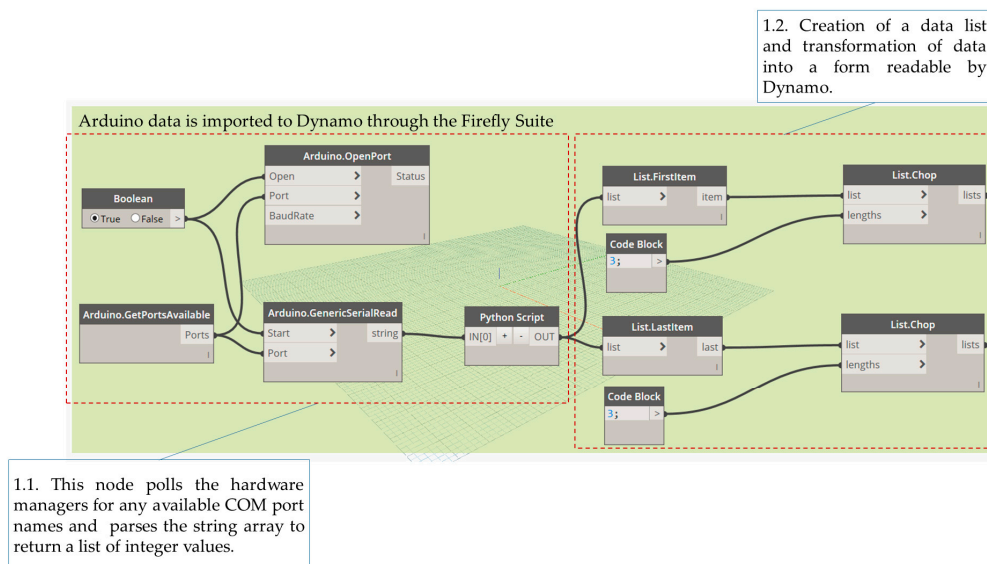 1.2. Creation of a data list
and transformation of data
into a form readable by
Dynamo.
Arduino data is imported to Dynamo through the Firefly Suite
Boolean
True False >
Arduino.OpenPort
Open > Status
Port >
BaudRate >
l
Arduino.GetPortsAvailable
Ports
l
Arduino.GenericSerialRead
Start > string
Port >
l
Python Script
IN[0] + - OUT
l
List.FirstItem
list > item
l
Code Block
3; >
List.Chop
list > lists
lengths >
l
List.LastItem
list > last
l
Code Block
3; >
List.Chop
list > lists
lengths >
l
1.1. This node polls the hardware
managers for any available COM port
names and parses the string array to
return a list of integer values.